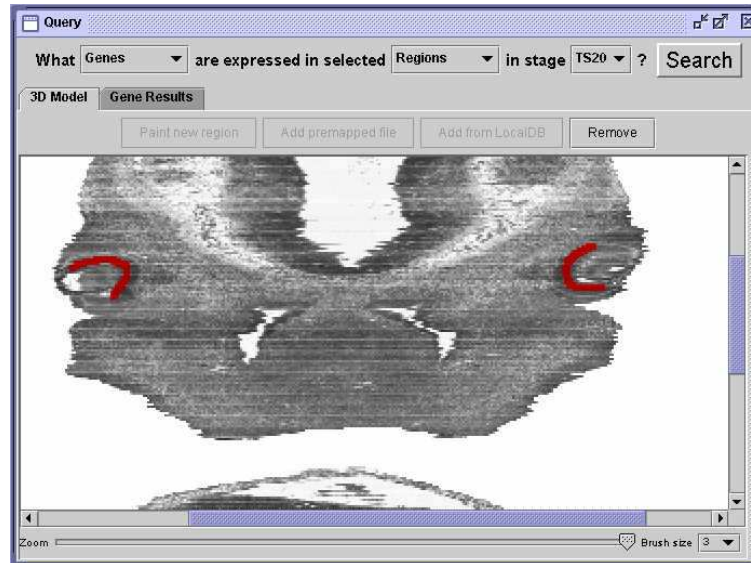 Query
What Genes are expressed in selected Regions in stage TS20 ? Search
3D Model Gene Results
Paint new region Add premapped file Add from LocalDB Remove
Zoom Brush size 3